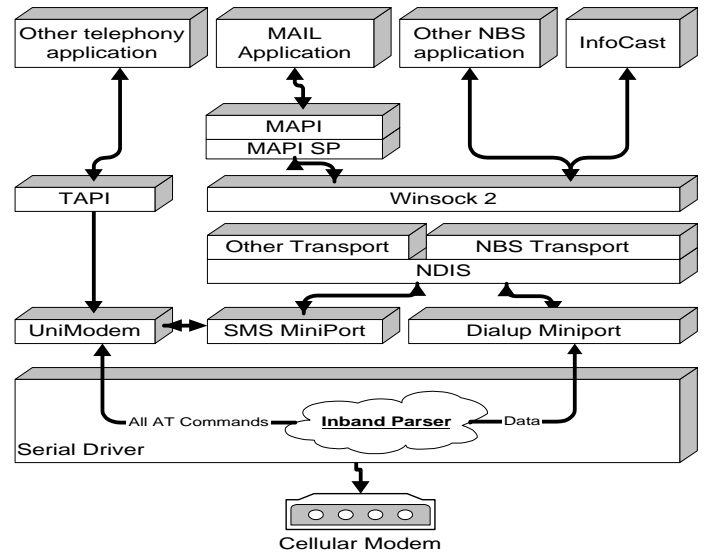 Other telephony
application
MAIL
Application
Other NBS
application
InfoCast
MAPI
MAPI SP
TAPI
Winsock 2
Other Transport
NBS Transport
NDIS
UniModem
SMS MiniPort
Dialup Miniport
All AT Commands
Inband Parser
Data
Serial Driver
Cellular Modem